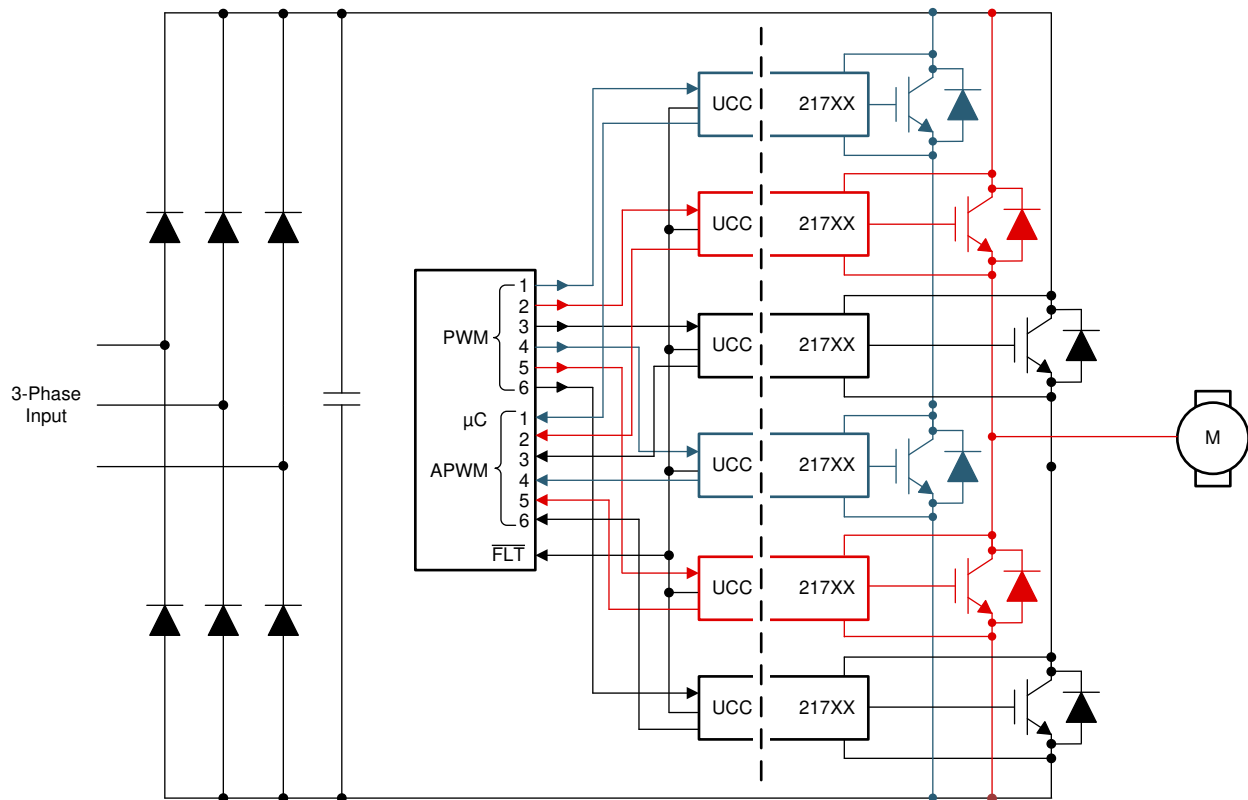 UCC 217XX
UCC 217XX
1
2
3
PWM
4
5
6
UCC 217XX
3-Phase
Input
µC
1
2
3
APWM
4
5
6
FLT
M
UCC 217XX
UCC 217XX
UCC 217XX